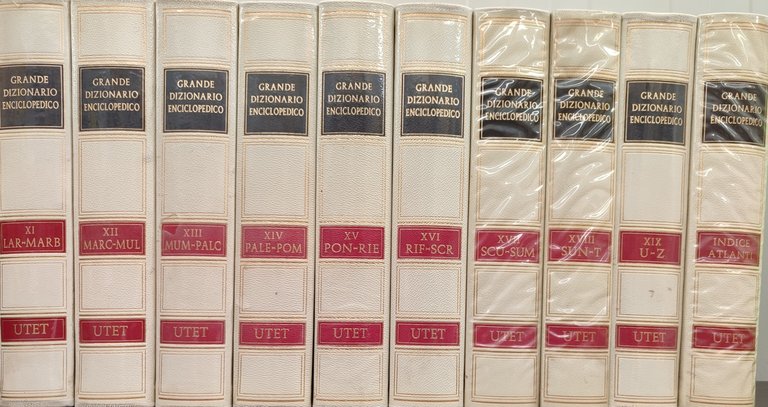 GRANDE
DIZIONARIO
ENCICLOPEDICO
XI
LAR-MARB
UTET
GRANDE
DIZIONARIO
ENCICLOPEDICO
XII
MARC-MUL
UTET
GRANDE
DIZIONARIO
ENCICLOPEDICO
XIII
MUM-PALC
UTET
GRANDE
DIZIONARIO
ENCICLOPEDICO
XIV
PALE-POM
UTET
GRANDE
DIZIONARIO
ENCICLOPEDICO
XV
PON-RIE
UTET
GRANDE
DIZIONARIO
ENCICLOPEDICO
XVI
RIF-SCR
UTET
GRANDE
DIZIONARIO
ENCICLOPEDICO
XVII
SCU-SUM
UTET
GRANDE
DIZIONARIO
ENCICLOPEDICO
XVIII
SUN-T
UTET
GRANDE
DIZIONARIO
ENCICLOPEDICO
XIX
U-Z
UTET
GRANDE
DIZIONARIO
ENCICLOPEDICO
INDICE
ATLANTI
UTET